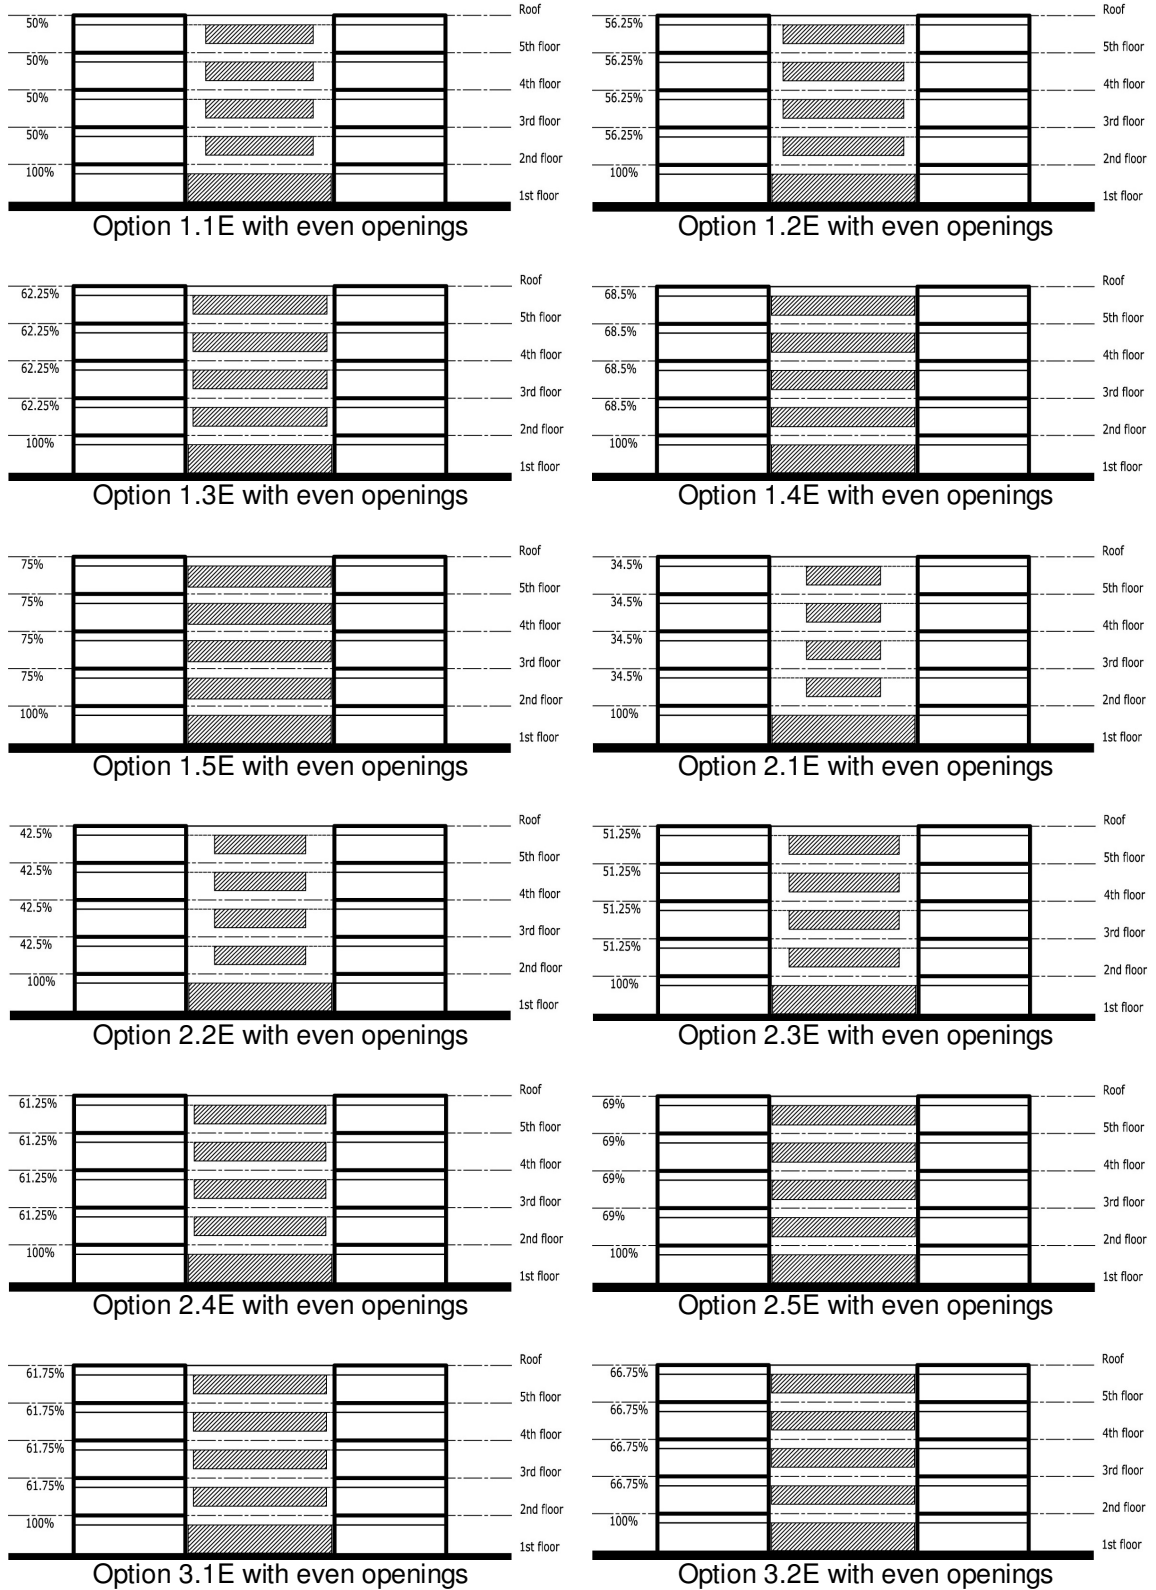 50% Roof
50% 5th floor
50% 4th floor
50% 3rd floor
100% 2nd floor
1st floor
Option 1.1E with even openings
56.25% Roof
56.25% 5th floor
56.25% 4th floor
56.25% 3rd floor
100% 2nd floor
1st floor
Option 1.2E with even openings
62.25% Roof
62.25% 5th floor
62.25% 4th floor
62.25% 3rd floor
100% 2nd floor
1st floor
Option 1.3E with even openings
68.5% Roof
68.5% 5th floor
68.5% 4th floor
68.5% 3rd floor
100% 2nd floor
1st floor
Option 1.4E with even openings
75% Roof
75% 5th floor
75% 4th floor
75% 3rd floor
100% 2nd floor
1st floor
Option 1.5E with even openings
34.5% Roof
34.5% 5th floor
34.5% 4th floor
34.5% 3rd floor
100% 2nd floor
1st floor
Option 2.1E with even openings
42.5% Roof
42.5% 5th floor
42.5% 4th floor
42.5% 3rd floor
100% 2nd floor
1st floor
Option 2.2E with even openings
51.25% Roof
51.25% 5th floor
51.25% 4th floor
51.25% 3rd floor
100% 2nd floor
1st floor
Option 2.3E with even openings
61.25% Roof
61.25% 5th floor
61.25% 4th floor
61.25% 3rd floor
100% 2nd floor
1st floor
Option 2.4E with even openings
69% Roof
69% 5th floor
69% 4th floor
69% 3rd floor
100% 2nd floor
1st floor
Option 2.5E with even openings
61.75% Roof
61.75% 5th floor
61.75% 4th floor
61.75% 3rd floor
100% 2nd floor
1st floor
Option 3.1E with even openings
66.75% Roof
66.75% 5th floor
66.75% 4th floor
66.75% 3rd floor
100% 2nd floor
1st floor
Option 3.2E with even openings